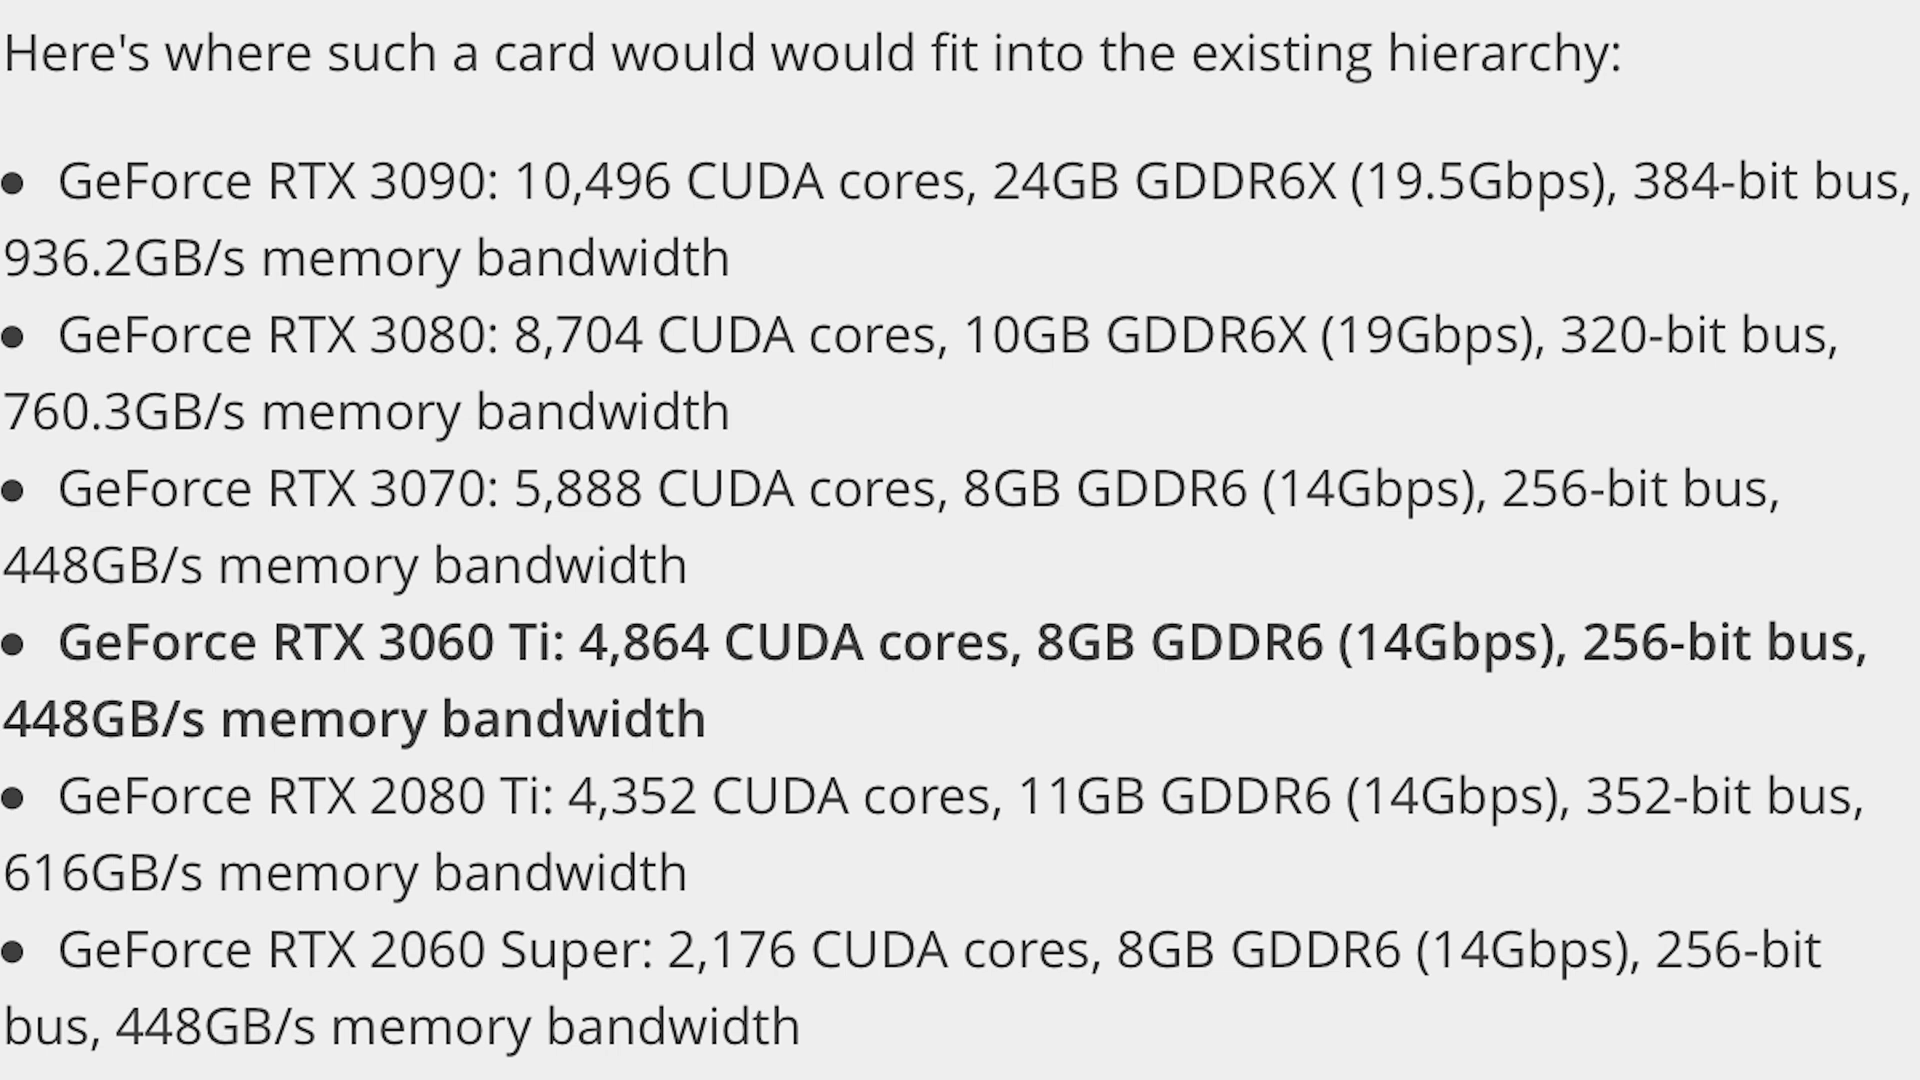 Here's where such a card would would fit into the existing hierarchy:
● GeForce RTX 3090: 10,496 CUDA cores, 24GB GDDR6X (19.5Gbps), 384-bit bus,
936.2GB/s memory bandwidth
● GeForce RTX 3080: 8,704 CUDA cores, 10GB GDDR6X (19Gbps), 320-bit bus,
760.3GB/s memory bandwidth
● GeForce RTX 3070: 5,888 CUDA cores, 8GB GDDR6 (14Gbps), 256-bit bus,
448GB/s memory bandwidth
● GeForce RTX 3060 Ti: 4,864 CUDA cores, 8GB GDDR6 (14Gbps), 256-bit bus,
448GB/s memory bandwidth
● GeForce RTX 2080 Ti: 4,352 CUDA cores, 11GB GDDR6 (14Gbps), 352-bit bus,
616GB/s memory bandwidth
● GeForce RTX 2060 Super: 2,176 CUDA cores, 8GB GDDR6 (14Gbps), 256-bit
bus, 448GB/s memory bandwidth